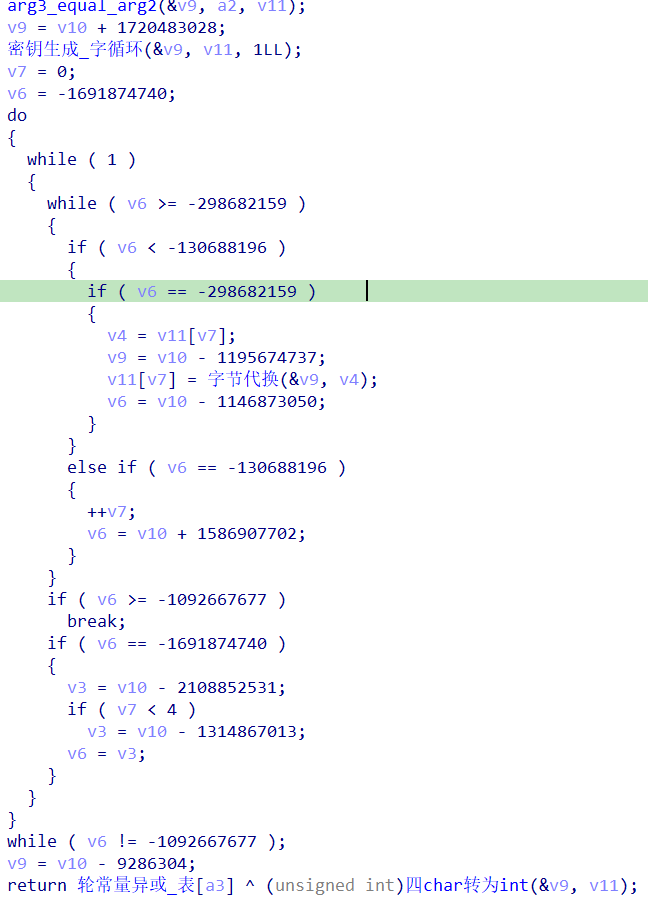 arg3_equal_arg2(&v9, a2, v11);
v9 = v10 + 1720483028;
密钥生成_字循环(&v9, v11, 1LL);
v7 = 0;
v6 = -1691874740;
do
{
while ( 1 )
{
while ( v6 >= -298682159 )
{
if ( v6 < -130688196 )
{
if ( v6 == -298682159 )
{
v4 = v11[v7];
v9 = v10 - 1195674737;
v11[v7] = 字节代换(&v9, v4);
v6 = v10 - 1146873050;
}
}
else if ( v6 == -130688196 )
{
++v7;
v6 = v10 + 1586907702;
}
}
if ( v6 >= -1092667677 )
break;
if ( v6 == -1691874740 )
{
v3 = v10 - 2108852531;
if ( v7 < 4 )
v3 = v10 - 1314867013;
v6 = v3;
}
}
}
while ( v6 != -1092667677 );
v9 = v10 - 9286304;
return 轮常量异或_表[a3] ^ (unsigned int)四char转为int(&v9, v11);